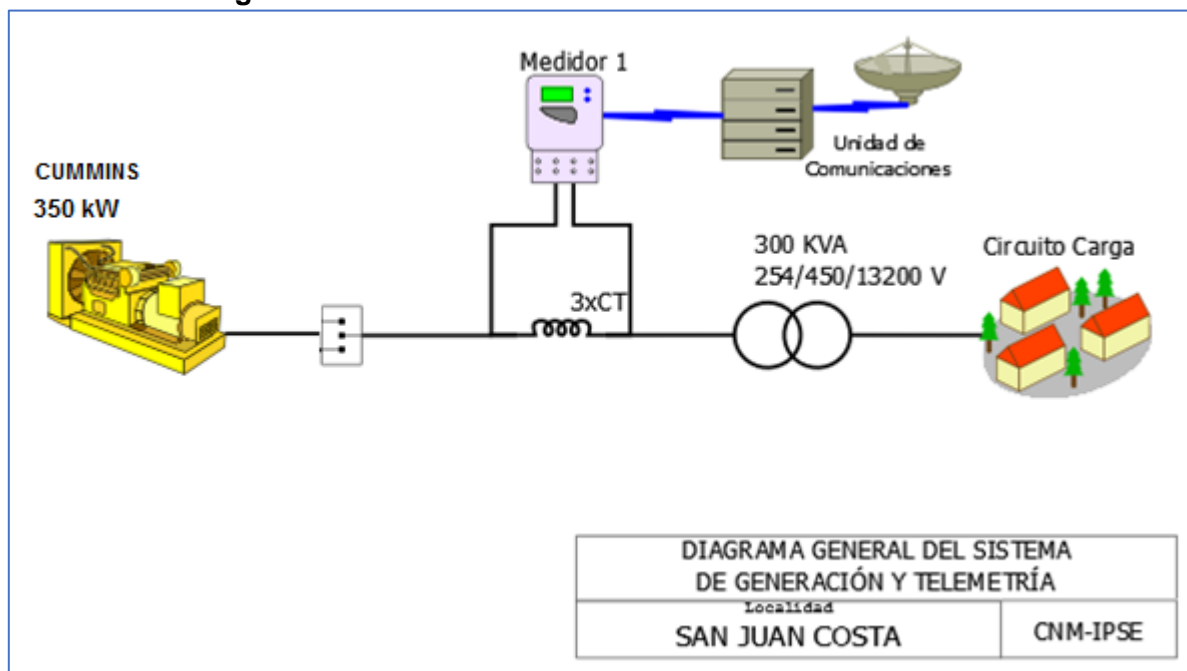 Medidor 1
Unidad de
Comunicaciones
CUMMINS
350 kW
300 KVA
254/450/13200 V
Circuito Carga
3xCT
DIAGRAMA GENERAL DEL SISTEMA
DE GENERACIÓN Y TELEMETRÍA
Localidad
SAN JUAN COSTA
CNM-IPSE